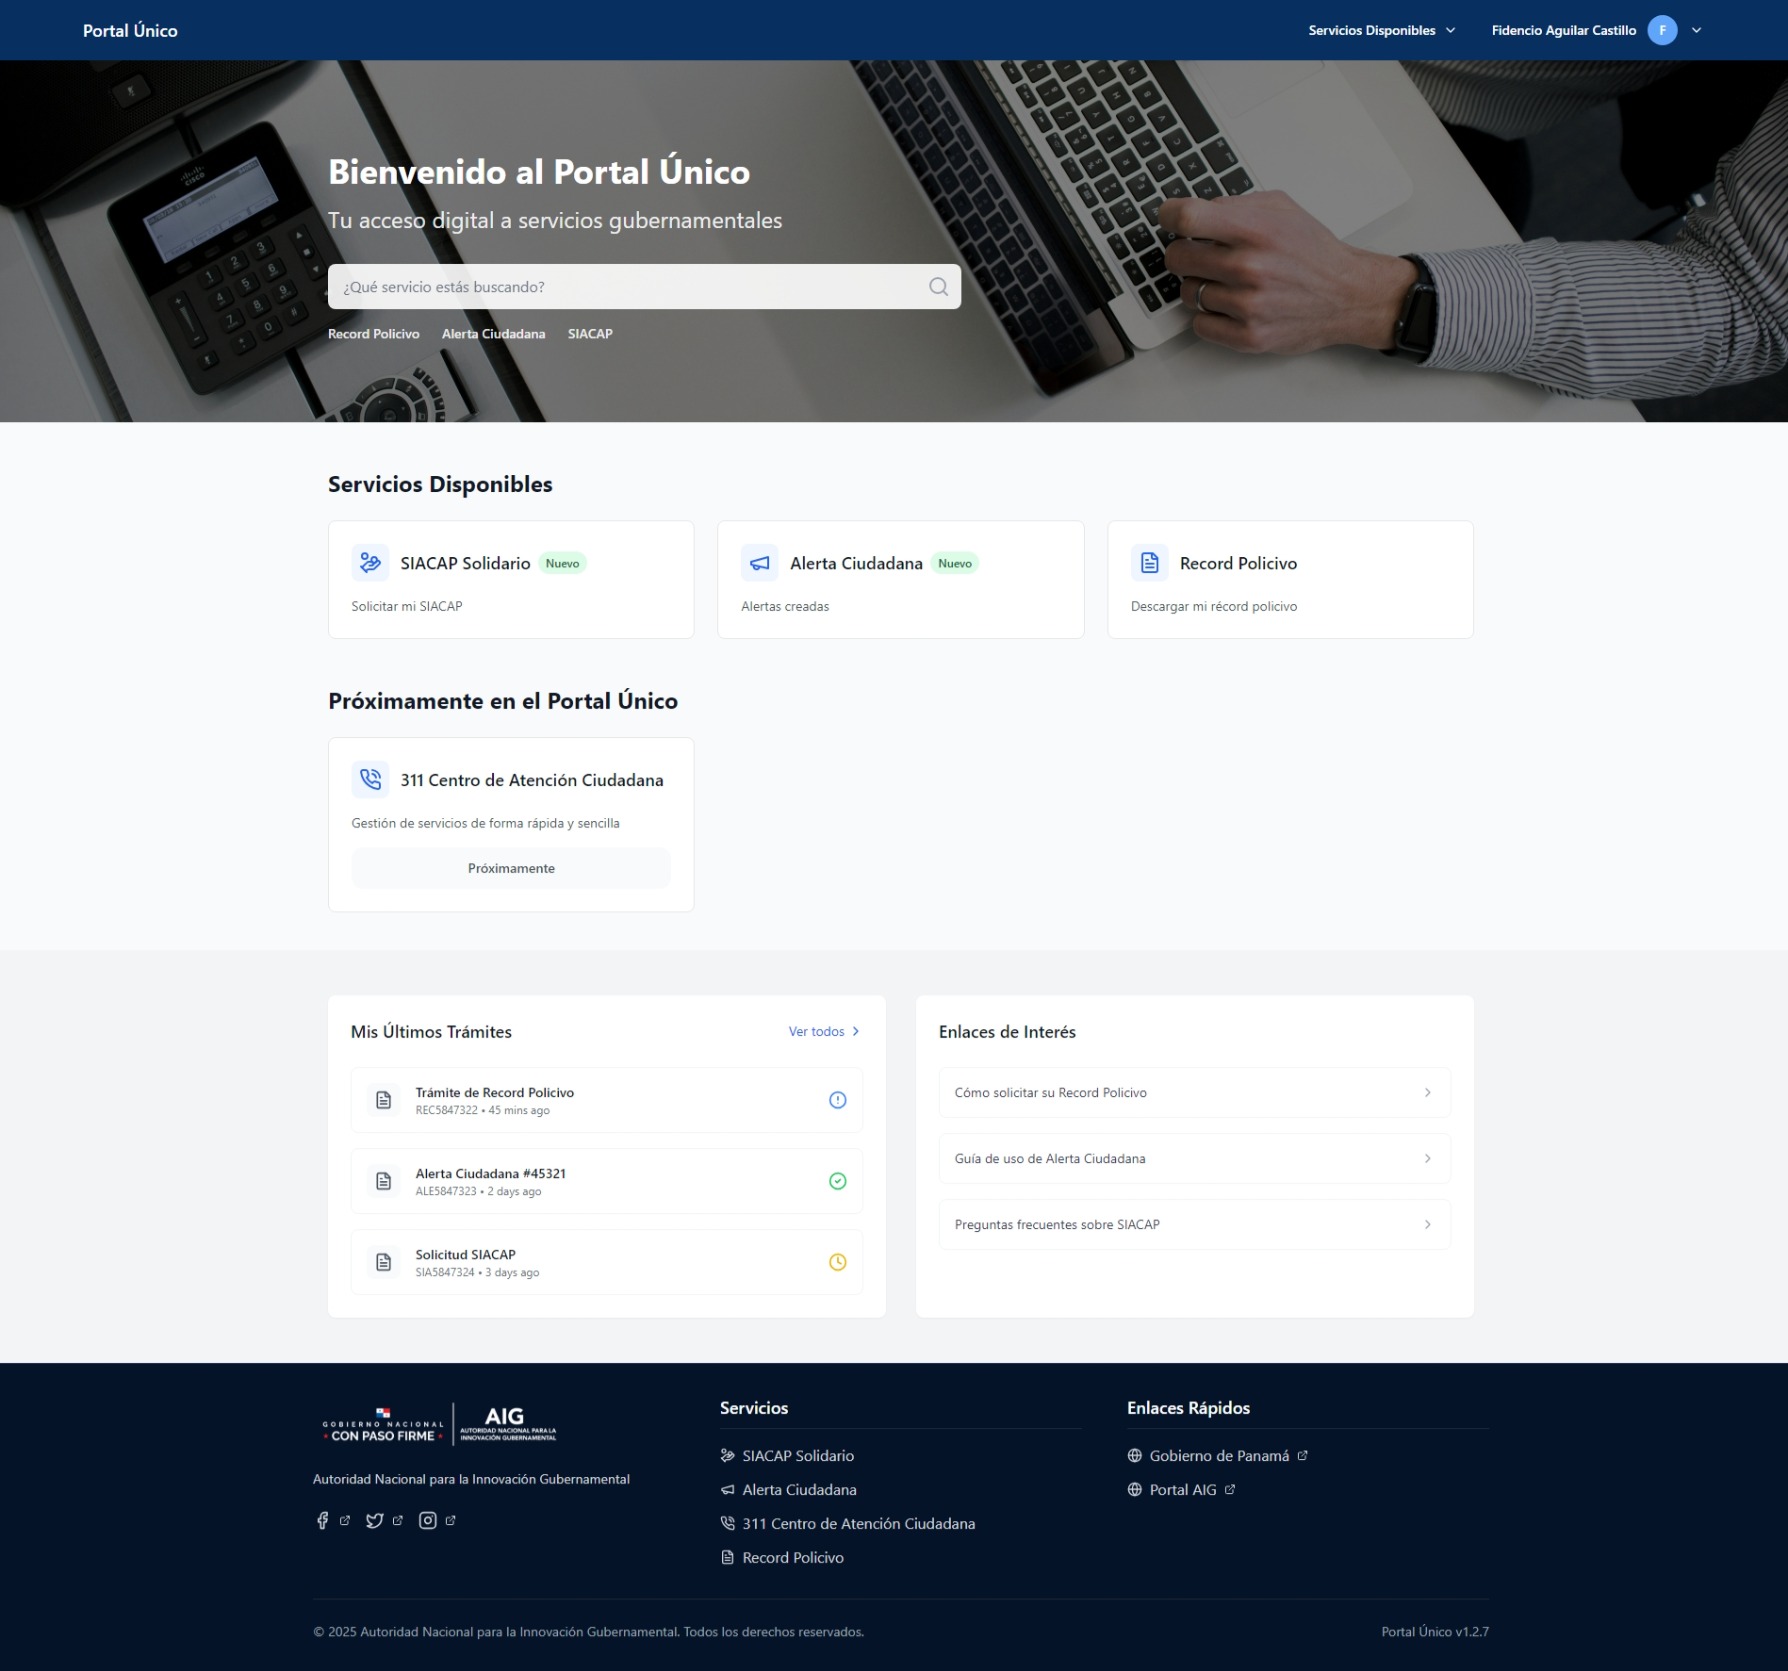 Portal Único
Servicios Disponibles
Fidencio Aguilar Castillo
F
Bienvenido al Portal Único
Tu acceso digital a servicios gubernamentales
¿Qué servicio estás buscando?
Record Policivo
Alerta Ciudadana
SIACAP
Servicios Disponibles
SIACAP Solidario
Nuevo
Solicitar mi SIACAP
Alerta Ciudadana
Nuevo
Alertas creadas
Record Policivo
Descargar mi récord policivo
Próximamente en el Portal Único
311 Centro de Atención Ciudadana
Gestión de servicios de forma rápida y sencilla
Próximamente
Mis Últimos Trámites
Ver todos
Trámite de Record Policivo
REC5847322 • 45 mins ago
Alerta Ciudadana #45321
ALE5847323 • 2 days ago
Solicitud SIACAP
SIA5847324 • 3 days ago
Enlaces de Interés
Cómo solicitar su Record Policivo
Guía de uso de Alerta Ciudadana
Preguntas frecuentes sobre SIACAP
GOBIERNO NACIONAL
CON PASO FIRME
AIG
AUTORIDAD NACIONAL PARA LA
INNOVACIÓN GUBERNAMENTAL
Autoridad Nacional para la Innovación Gubernamental
Servicios
SIACAP Solidario
Alerta Ciudadana
311 Centro de Atención Ciudadana
Record Policivo
Enlaces Rápidos
Gobierno de Panamá
Portal AIG
© 2025 Autoridad Nacional para la Innovación Gubernamental. Todos los derechos reservados.
Portal Único v1.2.7